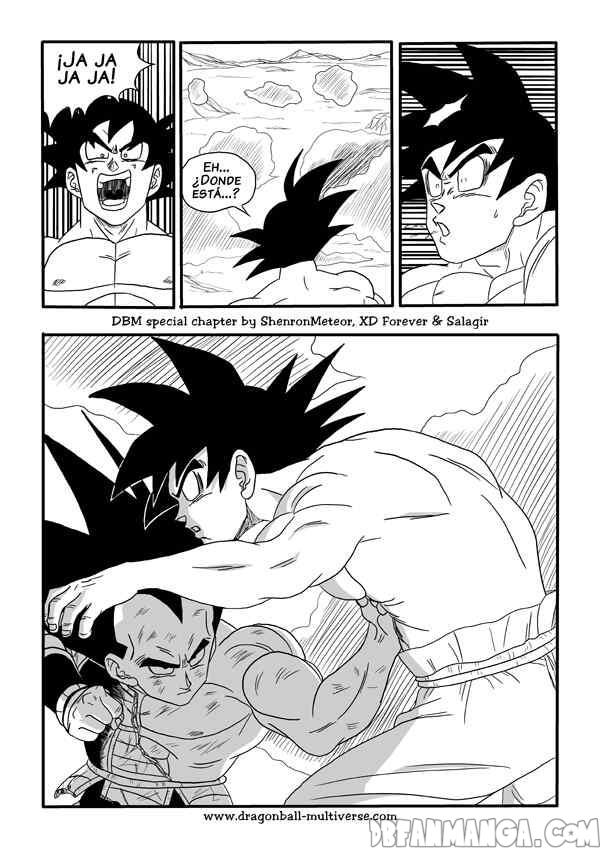 ¡JA JA
JA JA!
EH...
¿DONDE
ESTÁ...?
DBM special chapter by ShenronMeteor, XD Forever & Salagir
www.dragonball-multiverse.com
DBFANMANGA.COM